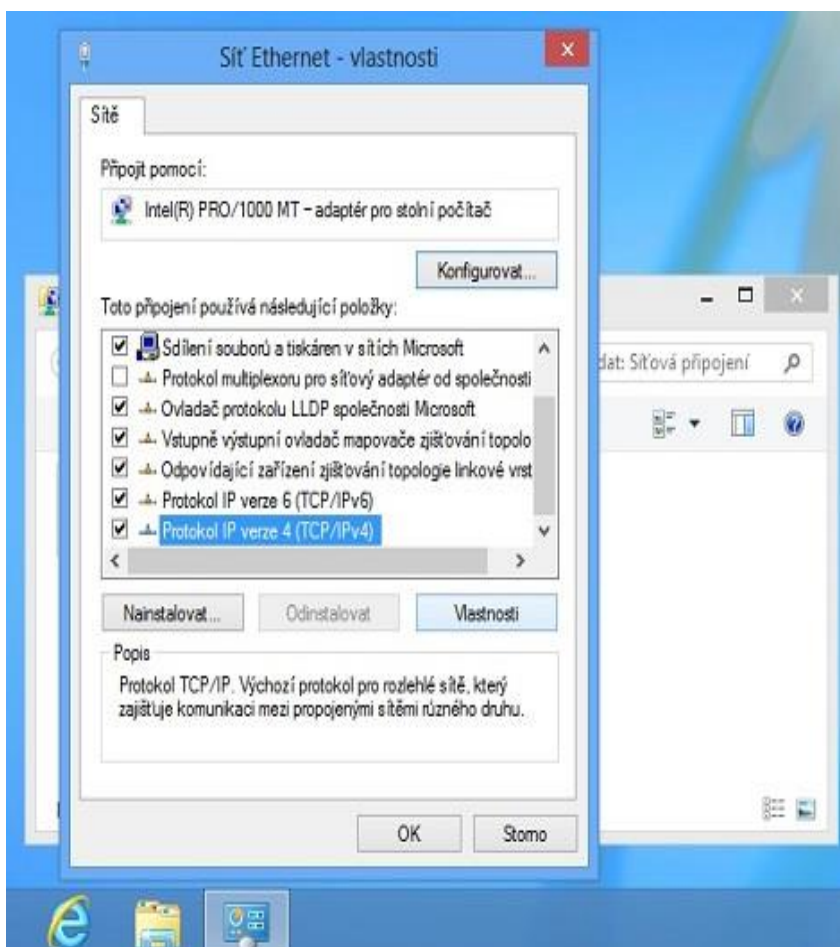 Síť Ethernet - vlastnosti
Sítě
Připojit pomocí:
Intel(R) PRO/1000 MT – adaptér pro stolní počítač
Konfigurovat...
Toto připojení používá následující položky:
Sdílení souborů a tiskáren v sítích Microsoft
Protokol multiplexoru pro síťový adaptér od společnosti
Ovladač protokolu LLDP společnosti Microsoft
Vstupně výstupní ovladač mapovače zjišťování topolo
Odpovídající zařízení zjišťování topologie linkové vrst
Protokol IP verze 6 (TCP/IPv6)
Protokol IP verze 4 (TCP/IPv4)
Nainstalovat...
Odinstalovat
Vlastnosti
Popis
Protokol TCP/IP. Výchozí protokol pro rozlehlé sítě, který
zajišťuje komunikaci mezi propojenými sítěmi různého druhu.
OK
Storno
dat: Síťová připojení